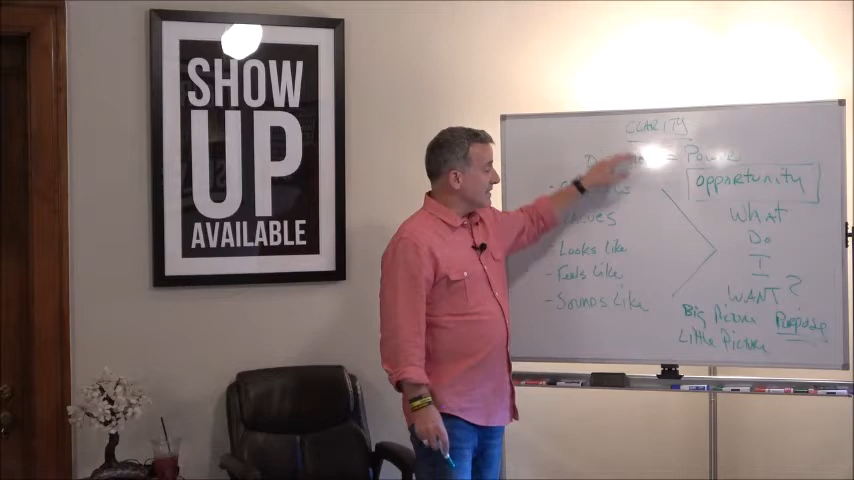 SHOW
UP
AVAILABLE
CLARITY
= Power
opportunity
VALUES
- Looks Like
- Feels Like
- Sounds Like
What
Do
I
WANT?
Big Picture Purpose
Little Picture